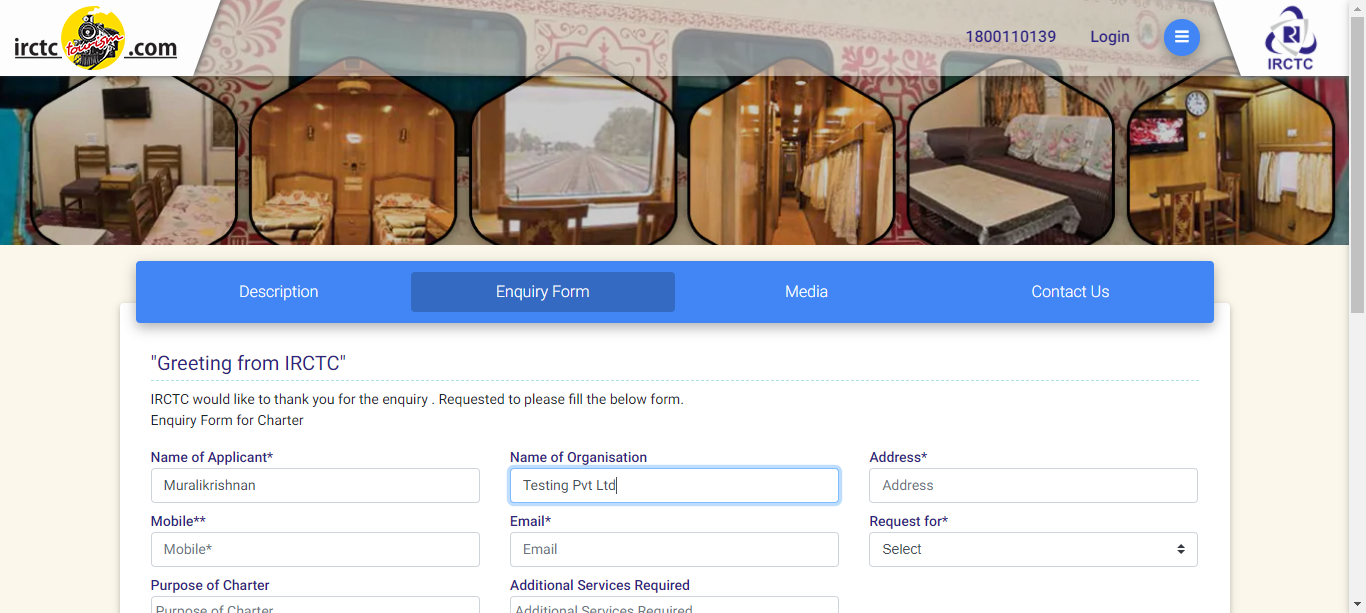 irctc tourism .com
1800110139
Login
IRCTC
Description
Enquiry Form
Media
Contact Us
"Greeting from IRCTC"
IRCTC would like to thank you for the enquiry . Requested to please fill the below form.
Enquiry Form for Charter
Name of Applicant*
Name of Organisation
Address*
Muralikrishnan
Testing Pvt Ltd
Address
Mobile**
Email*
Request for*
Mobile*
Email
Select
Purpose of Charter
Additional Services Required
Purpose of Charter
Additional Services Required